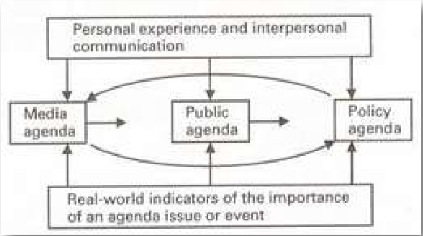 Personal experience and interpersonal
communication
Media
agenda
Public
agenda
Policy
agenda
Real-world indicators of the importance
of an agenda issue or event